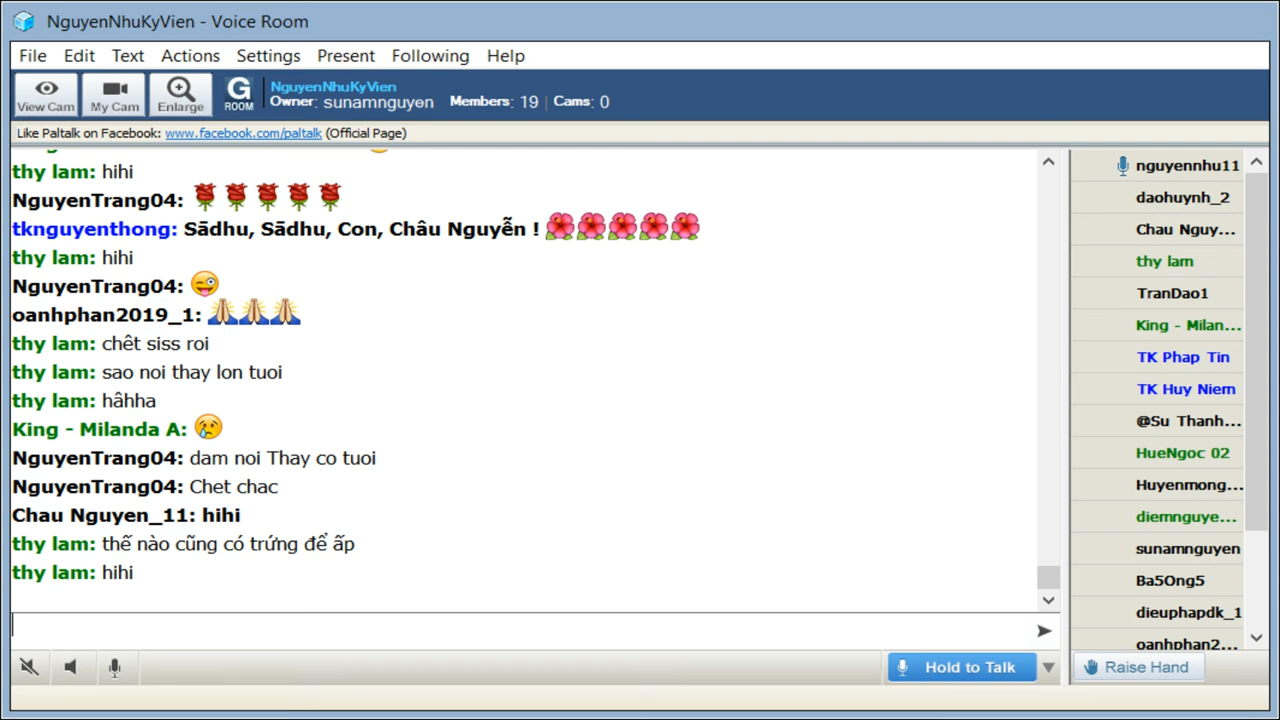 NguyenNhuKyVien - Voice Room
File Edit Text Actions Settings Present Following Help
View Cam My Cam Enlarge G ROOM
NguyenNhuKyVien
Owner: sunamnguyen Members: 19 | Cams: 0
Like Paltalk on Facebook: www.facebook.com/paltalk (Official Page)
thy lam: hihi
NguyenTrang04:
tknguyenthong: Sādhu, Sādhu, Con, Châu Nguyễn !
thy lam: hihi
NguyenTrang04:
oanhphan2019_1:
thy lam: chêt siss roi
thy lam: sao noi thay lon tuoi
thy lam: hâhha
King - Milanda A:
NguyenTrang04: dam noi Thay co tuoi
NguyenTrang04: Chet chac
Chau Nguyen_11: hihi
thy lam: thế nào cũng có trứng để ấp
thy lam: hihi
nguyennhu11
daohuynh_2
Chau Nguy...
thy lam
TranDao1
King - Milan...
TK Phap Tin
TK Huy Niem
@Su Thanh...
HueNgoc 02
Huyenmong...
diemnguye...
sunamnguyen
Ba5Ong5
dieuphapdk_1
oanhphan2...
Hold to Talk
Raise Hand